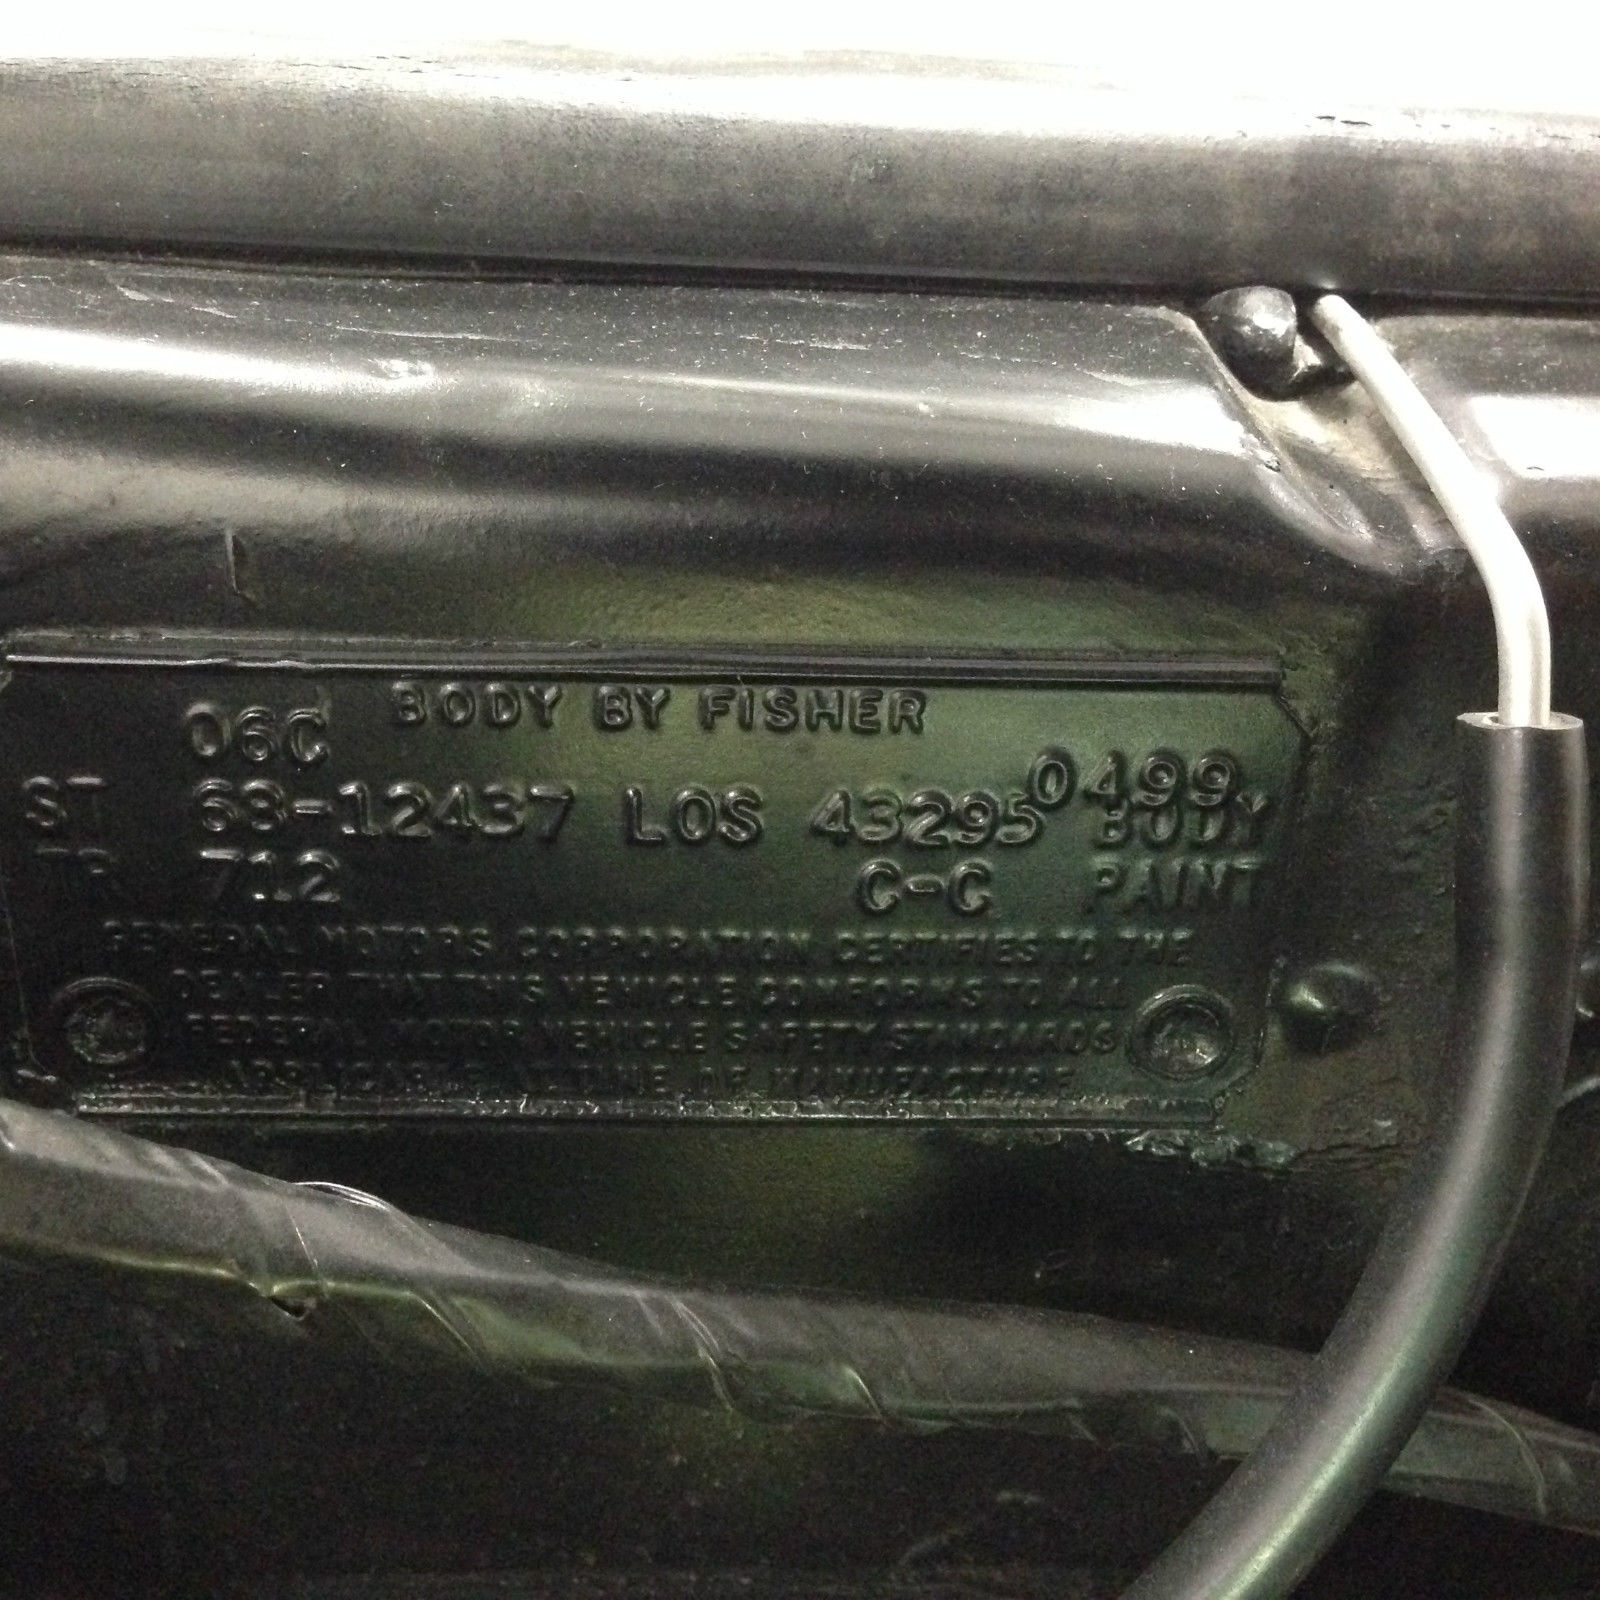 06C BODY BY FISHER
0499
ST 68-12437 LOS 43295 BODY
TR 712 C-C PAINT
GENERAL MOTORS CORPORATION CERTIFIES TO THE
DEALER THAT THIS VEHICLE CONFORMS TO ALL
FEDERAL MOTOR VEHICLE SAFETY STANDARDS
APPLICABLE AT TIME OF MANUFACTURE